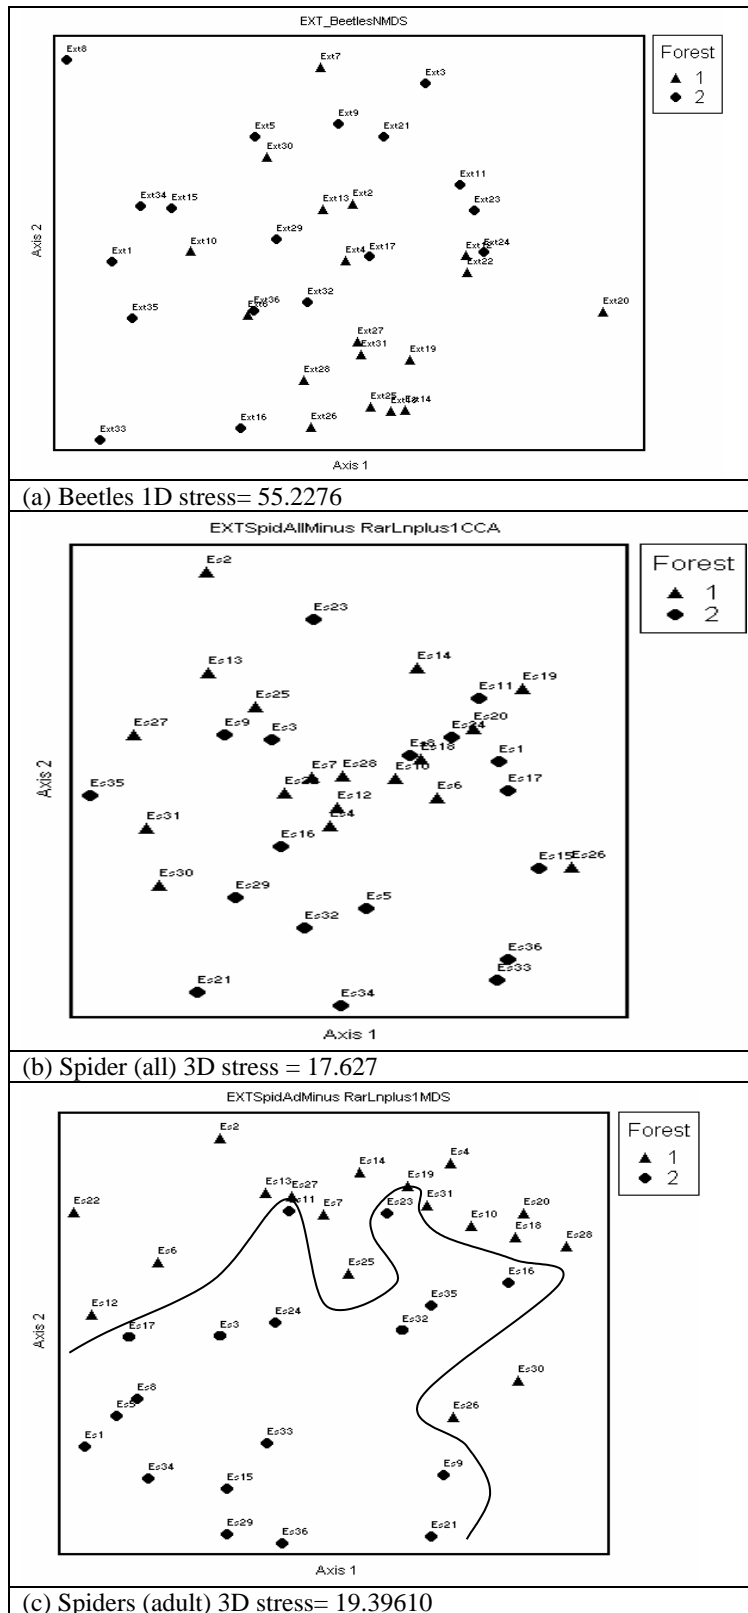 EXT_BeetlesNMDS
Ext8
Ext7
Ext3
Forest
1
2
Ext9
Ext5
Ext21
Ext30
Ext11
Ext34
Ext15
Ext13
Ext2
Ext23
Ext29
Ext10
Ext17
Ext24
Ext1
Ext4
Ext22
Axis 2
Ext36
Ext32
Ext35
Ext20
Ext27
Ext31
Ext19
Ext28
Ext25
Ext14
Ext16
Ext26
Ext33
Axis 1
(a) Beetles 1D stress= 55.2276
EXTSpidAllMinus RarLnplus1CCA
Es2
Forest
1
2
Es23
Es13
Es14
Es19
Es25
Es11
Es27
Es9
Es3
Es24
Es20
Es8
Es18
Es1
Es7
Es28
Es10
Es17
Axis 2
Es35
Es6
Es12
Es31
Es4
Es16
Es15
Es26
Es30
Es29
Es5
Es32
Es36
Es33
Es21
Es34
Axis 1
(b) Spider (all) 3D stress = 17.627
EXTSpidAdMinus RarLnplus1MDS
Es2
Forest
1
2
Es4
Es14
Es13
Es27
Es19
Es22
Es11
Es7
Es23
Es31
Es20
Es10
Es18
Es28
Es6
Es25
Es16
Es12
Es35
Es17
Es3
Es24
Es32
Axis 2
Es8
Es5
Es30
Es26
Es1
Es33
Es34
Es15
Es9
Es29
Es36
Es21
Axis 1
(c) Spiders (adult) 3D stress= 19.39610